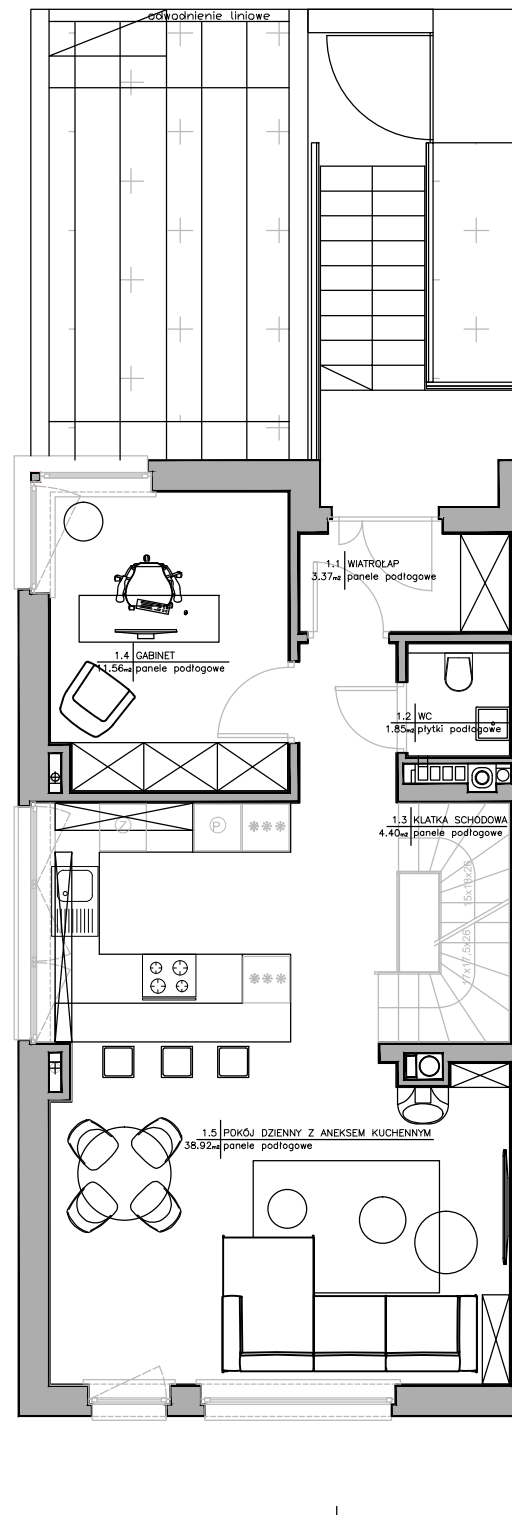 odwodnienie liniowe
1.1 WIATROŁAP
3.37m2 panele podłogowe
1.4 GABINET
11.56m2 panele podłogowe
1.2 WC
1.85m2 płytki podłogowe
Z
P
1.3 KLATKA SCHODOWA
4.40m2 panele podłogowe
15x18x26
17x17.5x26
1.5 POKÓJ DZIENNY Z ANEKSEM KUCHENNYM
38.92m2 panele podłogowe